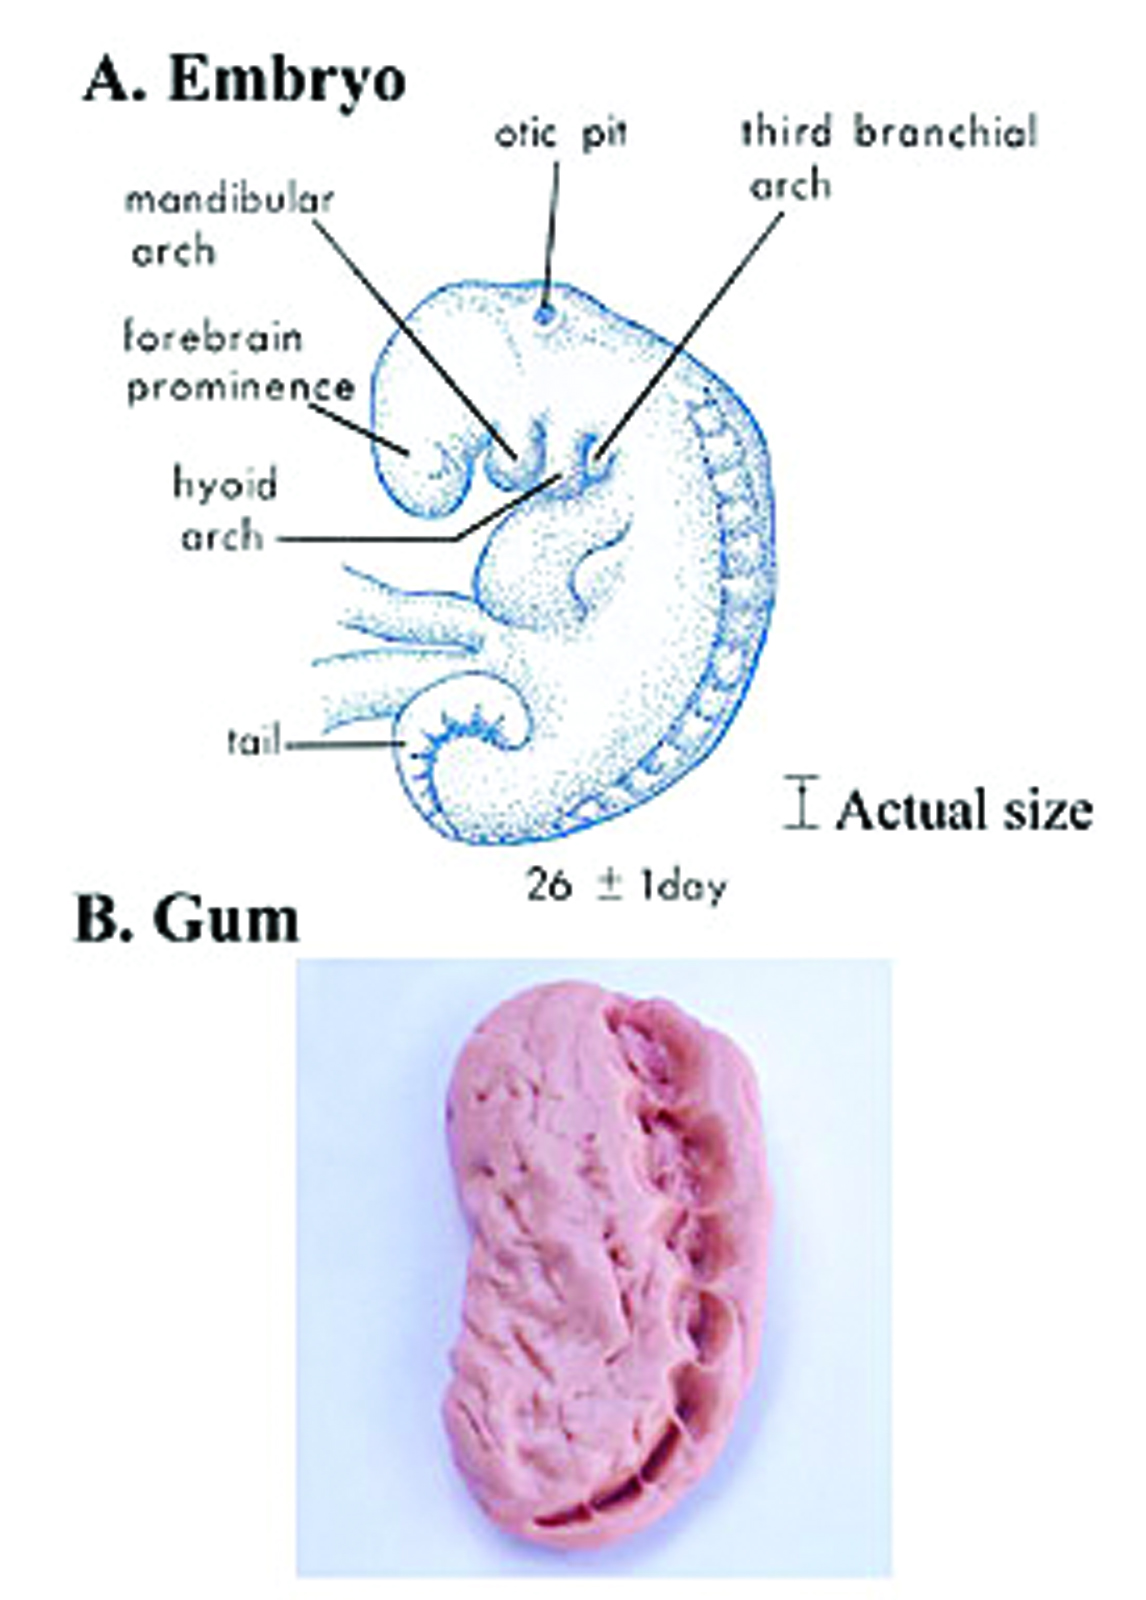 A. Embryo
otic pit
third branchial
arch
mandibular
arch
forebrain
prominence
hyoid
arch
tail
Actual size
26 ± 1day
B. Gum